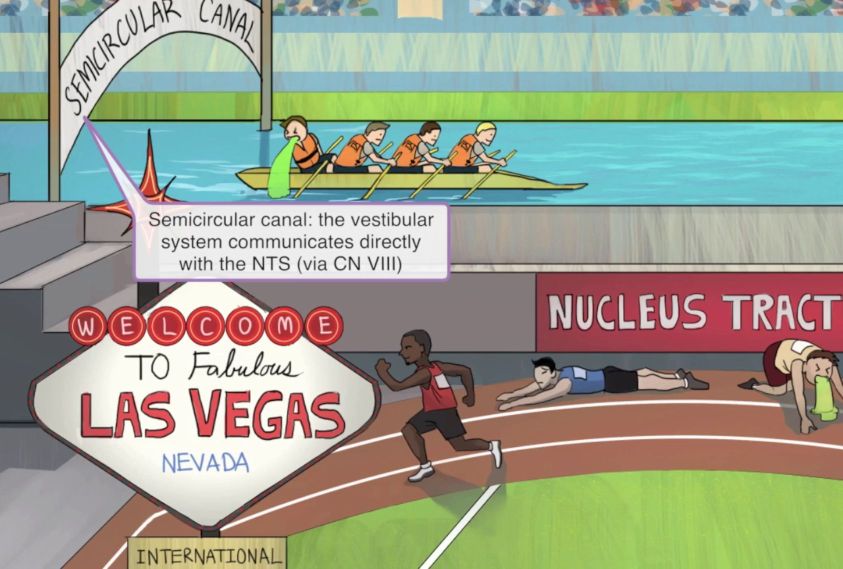 SEMICIRCULAR CANAL
Semicircular canal: the vestibular
system communicates directly
with the NTS (via CN VIII)
NUCLEUS TRACT
WELCOME
TO Fabulous
LAS VEGAS
NEVADA
INTERNATIONAL